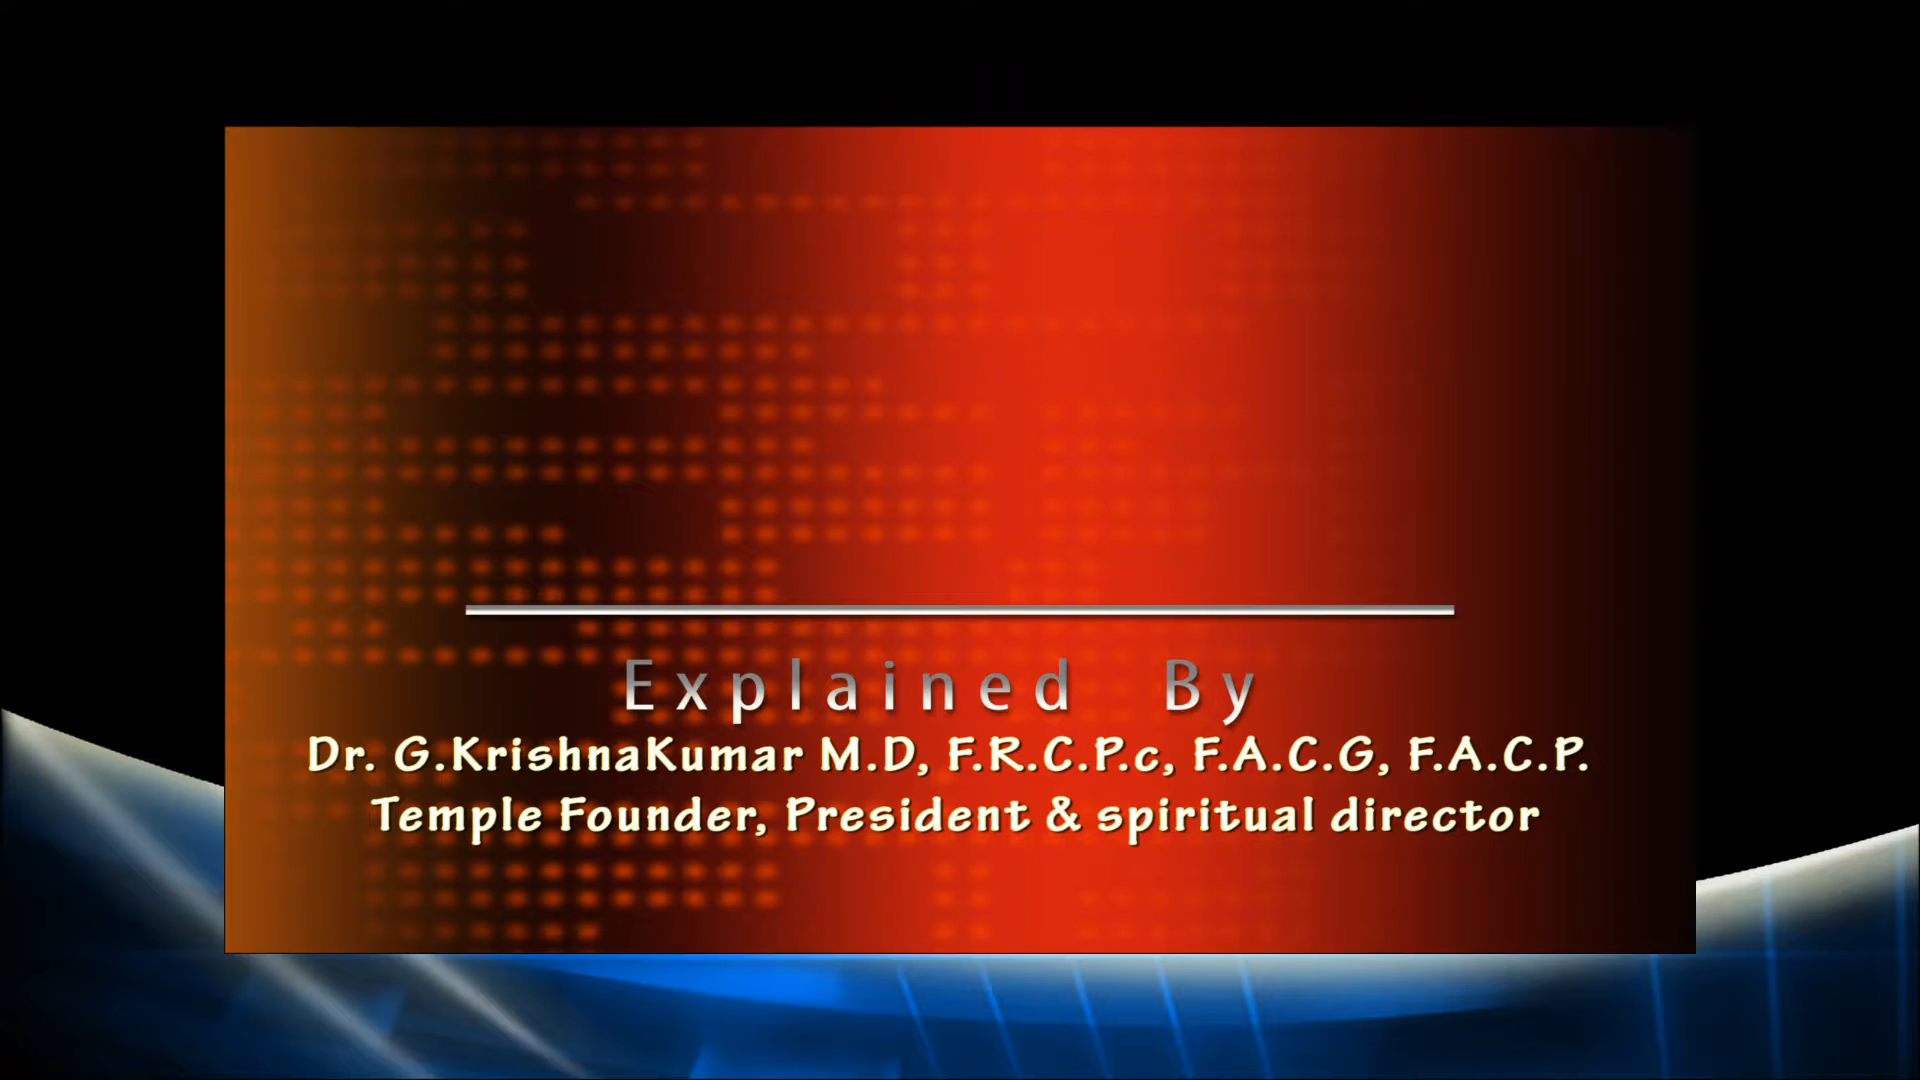 Explained By
Dr. G.KrishnaKumar M.D, F.R.C.P.c, F.A.C.G, F.A.C.P.
Temple Founder, President & spiritual director